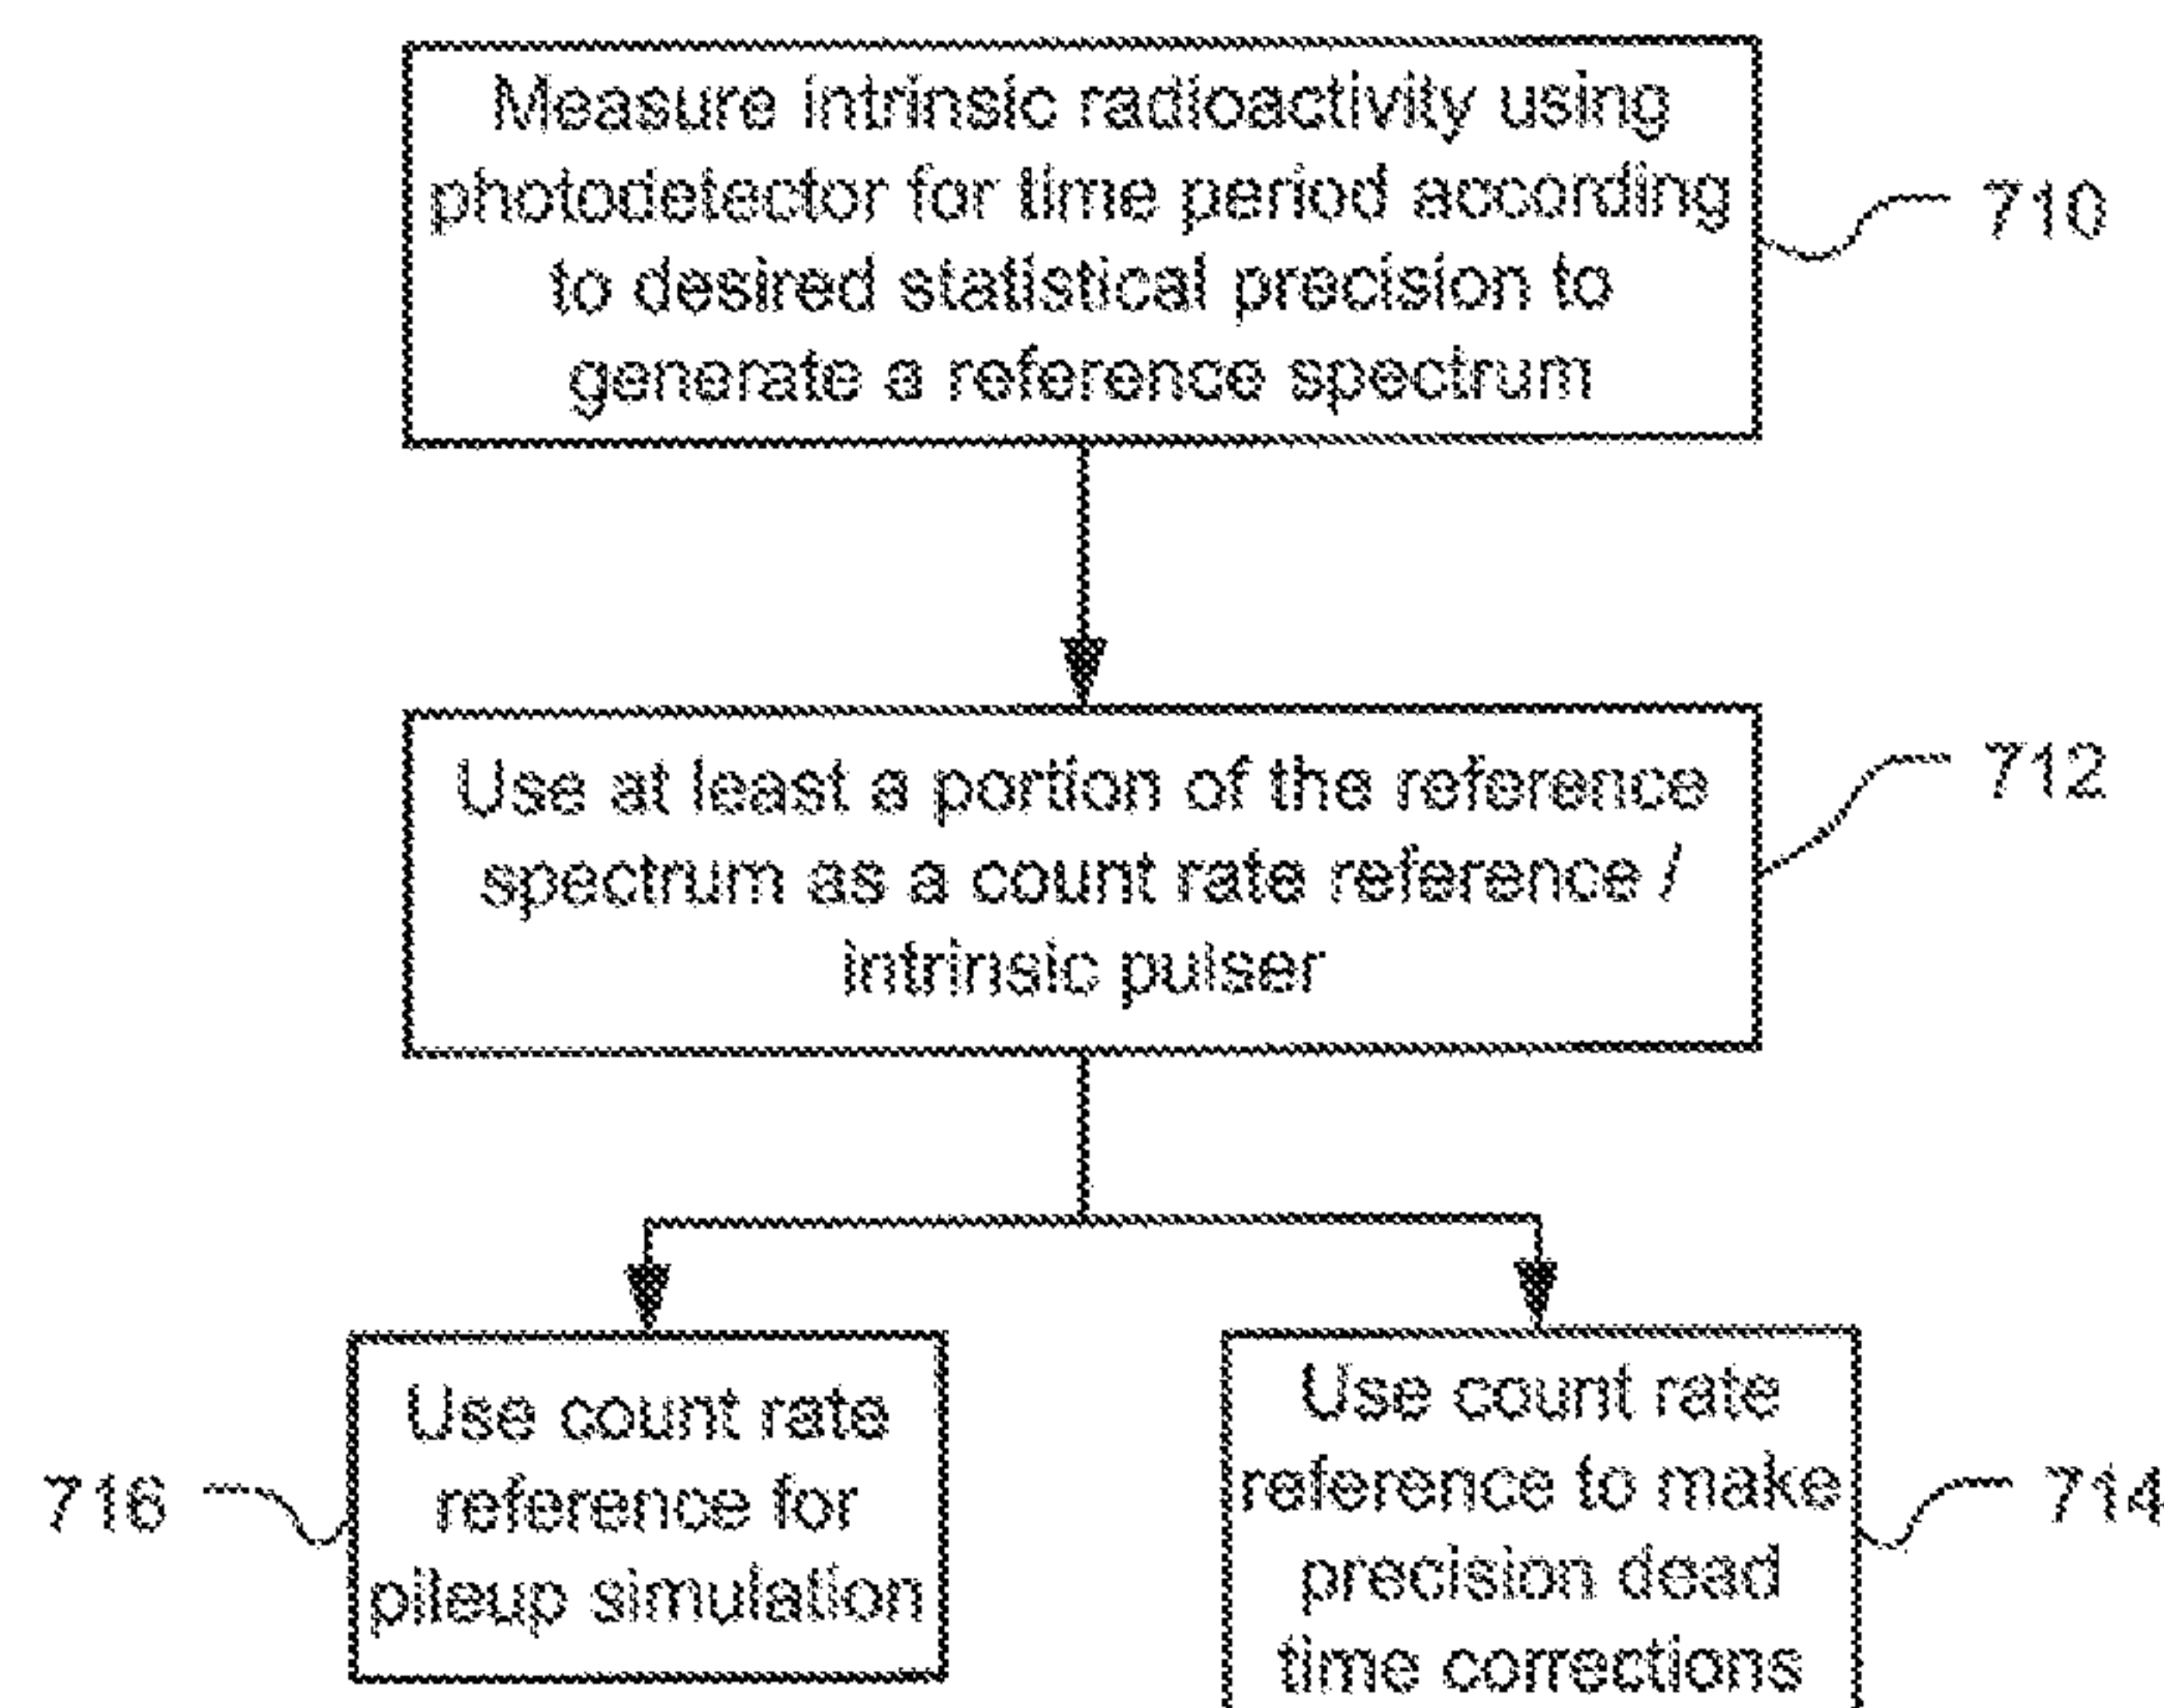 Measure intrinsic radioactivity using
photodetector for time period according
to desired statistical precision to
generate a reference spectrum
710
Use at least a portion of the reference
spectrum as a count rate reference /
intrinsic pulser
712
Use count rate
reference for
pileup simulation
716
Use count rate
reference to make
precision dead
time corrections
714